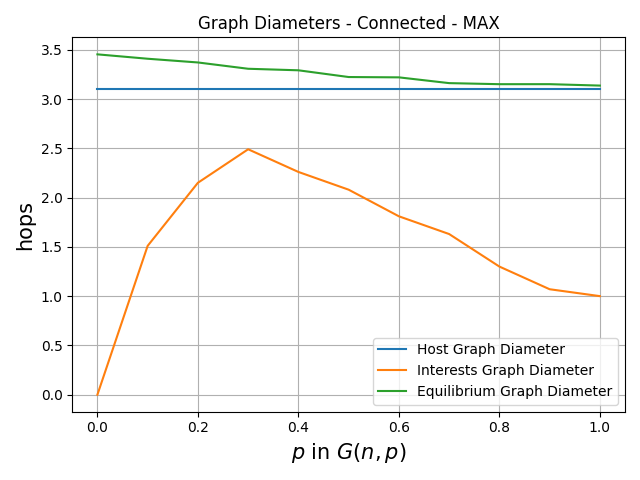 Graph Diameters - Connected - MAX
3.5
3.0
2.5
2.0
1.5
1.0
0.5
0.0
hops
Host Graph Diameter
Interests Graph Diameter
Equilibrium Graph Diameter
0.0 0.2 0.4 0.6 0.8 1.0
p in G(n, p)